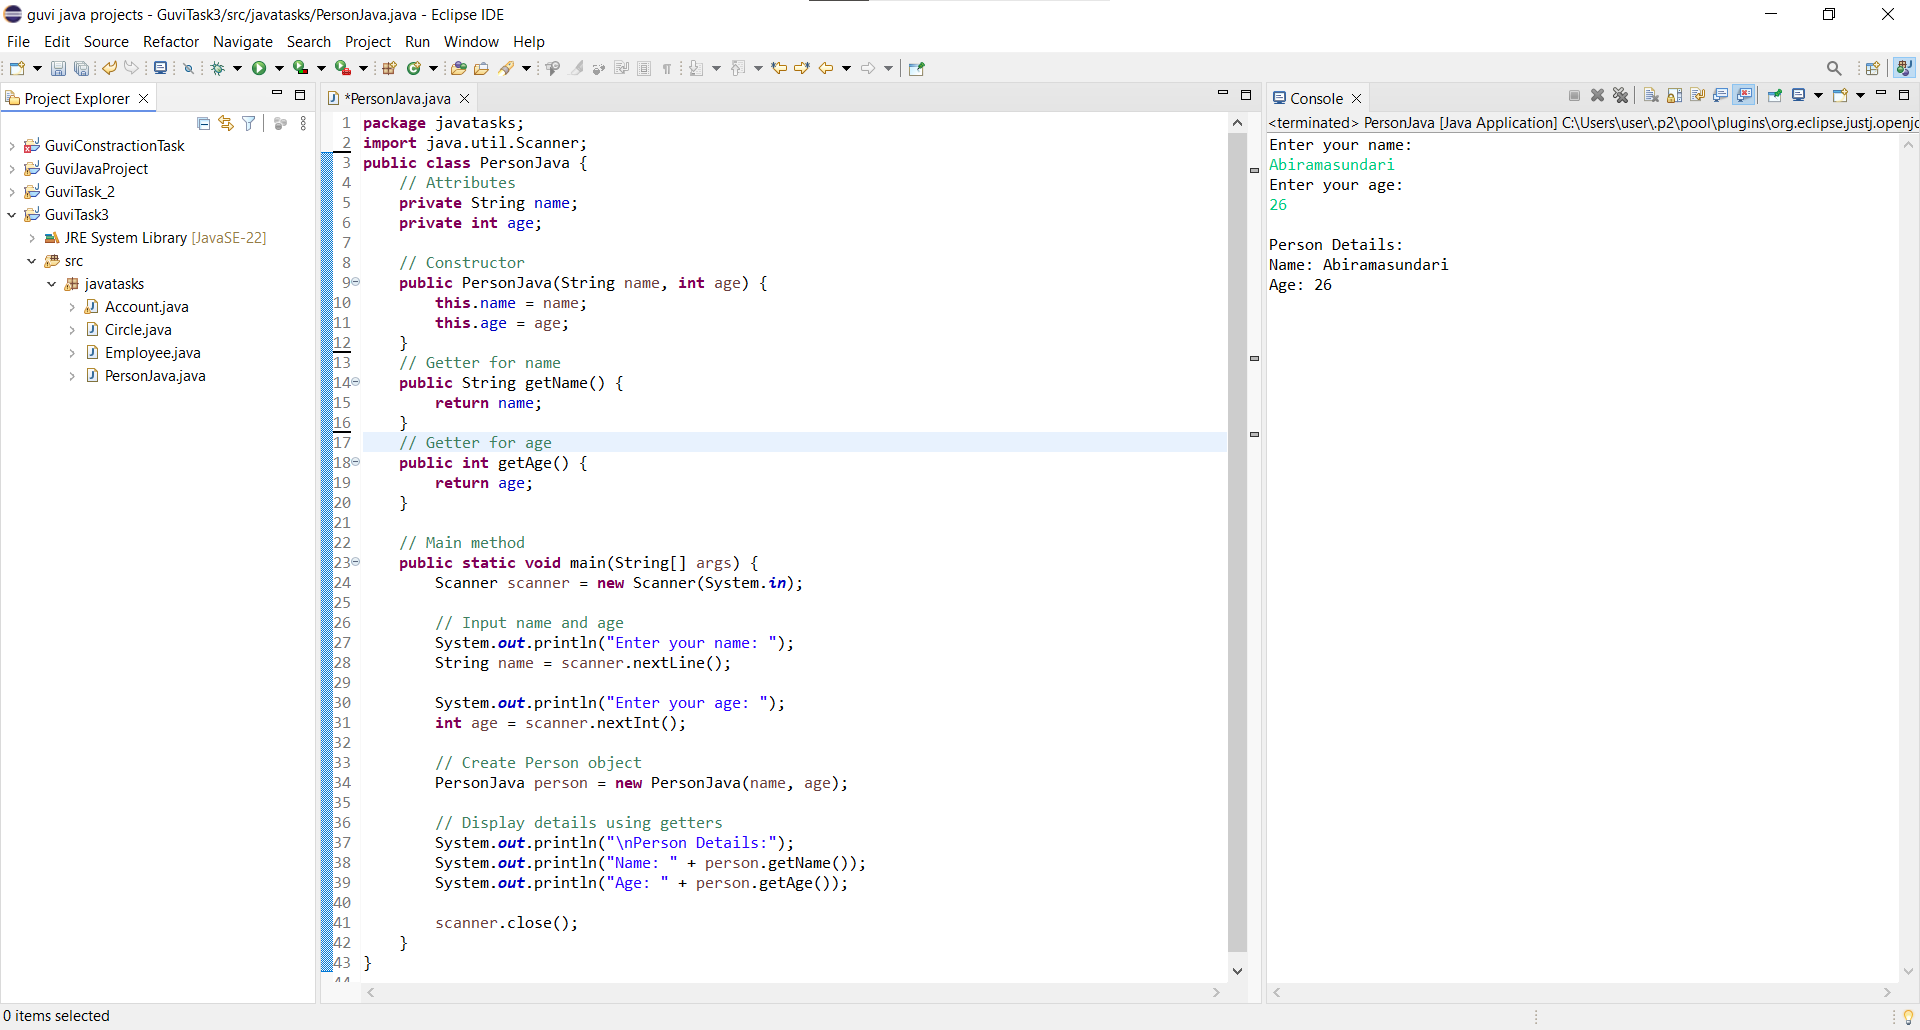 guvi java projects - GuviTask3/src/javatasks/PersonJava.java - Eclipse IDE
File Edit Source Refactor Navigate Search Project Run Window Help
Project Explorer
GuviConstractionTask
GuviJavaProject
GuviTask_2
GuviTask3
JRE System Library [JavaSE-22]
src
javatasks
Account.java
Circle.java
Employee.java
PersonJava.java
*PersonJava.java
1 package javatasks;
2 import java.util.Scanner;
3 public class PersonJava {
4     // Attributes
5     private String name;
6     private int age;
7
8     // Constructor
9     public PersonJava(String name, int age) {
10         this.name = name;
11         this.age = age;
12     }
13     // Getter for name
14     public String getName() {
15         return name;
16     }
17     // Getter for age
18     public int getAge() {
19         return age;
20     }
21
22     // Main method
23     public static void main(String[] args) {
24         Scanner scanner = new Scanner(System.in);
25
26         // Input name and age
27         System.out.println("Enter your name: ");
28         String name = scanner.nextLine();
29
30         System.out.println("Enter your age: ");
31         int age = scanner.nextInt();
32
33         // Create Person object
34         PersonJava person = new PersonJava(name, age);
35
36         // Display details using getters
37         System.out.println("\nPerson Details:");
38         System.out.println("Name: " + person.getName());
39         System.out.println("Age: " + person.getAge());
40
41         scanner.close();
42     }
43 }
44
Console
<terminated> PersonJava [Java Application] C:\Users\user\.p2\pool\plugins\org.eclipse.justj.openjc
Enter your name:
Abiramasundari
Enter your age:
26
Person Details:
Name: Abiramasundari
Age: 26
0 items selected